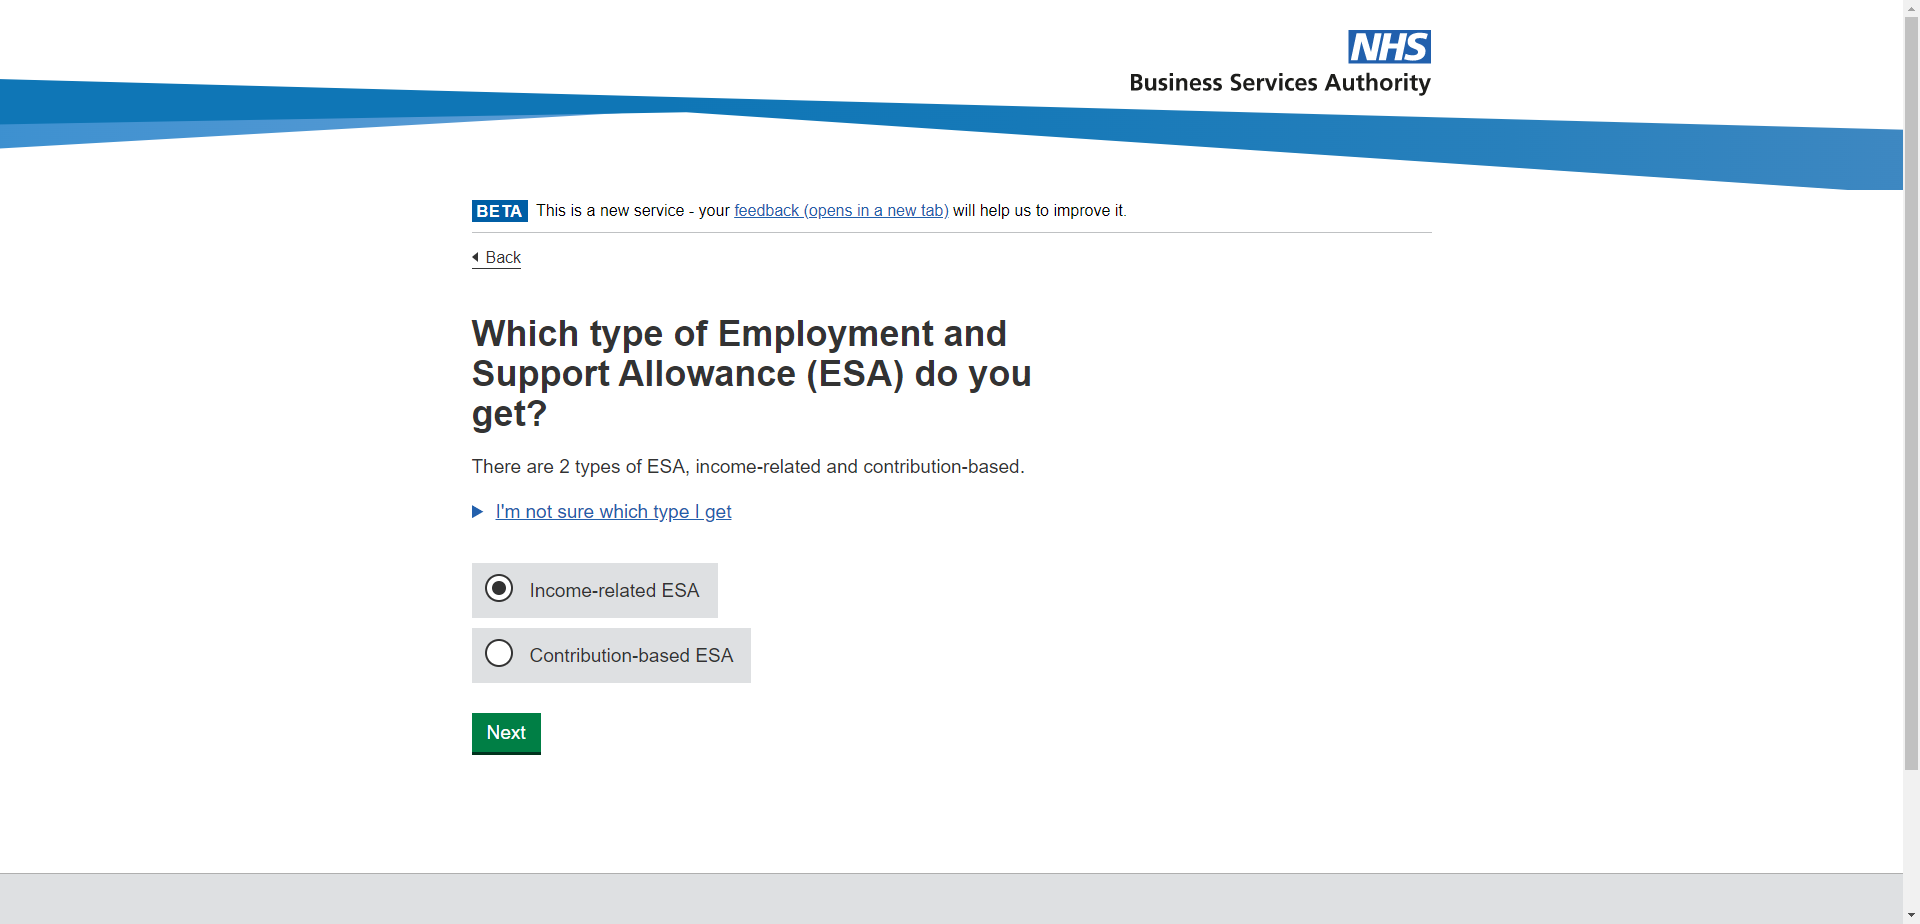 NHS
Business Services Authority
BETA This is a new service - your feedback (opens in a new tab) will help us to improve it.
Back
Which type of Employment and
Support Allowance (ESA) do you
get?
There are 2 types of ESA, income-related and contribution-based.
I'm not sure which type I get
Income-related ESA
Contribution-based ESA
Next